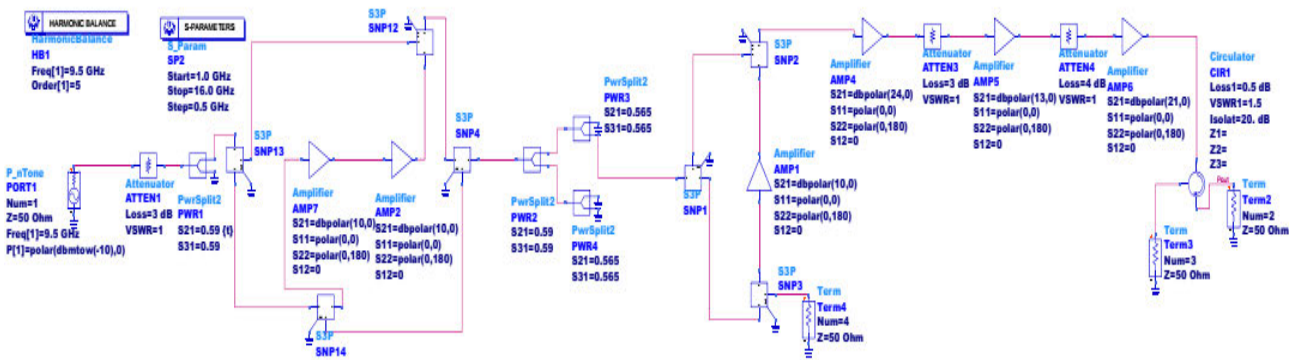 HARMONIC BALANCE
HarmonicBalance
HB1
Freq[1]=9.5 GHz
Order[1]=5
S-PARAMETERS
S_Param
SP2
Start=1.0 GHz
Stop=16.0 GHz
Step=0.5 GHz
P_nTone
PORT1
Num=1
Z=50 Ohm
Freq[1]=9.5 GHz
P[1]=polar(dbmtow(-10),0)
Attenuator
ATTEN1
Loss=3 dB
VSWR=1
PwrSplit2
PWR1
S21=0.59 {t}
S31=0.59
S3P
SNP13
S3P
SNP12
Amplifier
AMP7
S21=dbpolar(10,0)
S11=polar(0,0)
S22=polar(0,180)
S12=0
Amplifier
AMP2
S21=dbpolar(10,0)
S11=polar(0,0)
S22=polar(0,180)
S12=0
S3P
SNP14
S3P
SNP4
PwrSplit2
PWR2
S21=0.59
S31=0.59
PwrSplit2
PWR3
S21=0.565
S31=0.565
PwrSplit2
PWR4
S21=0.565
S31=0.565
S3P
SNP1
S3P
SNP2
Amplifier
AMP1
S21=dbpolar(10,0)
S11=polar(0,0)
S22=polar(0,180)
S12=0
S3P
SNP3
Term
Term4
Num=4
Z=50 Ohm
Amplifier
AMP4
S21=dbpolar(24,0)
S11=polar(0,0)
S22=polar(0,180)
S12=0
Attenuator
ATTEN3
Loss=3 dB
VSWR=1
Amplifier
AMP5
S21=dbpolar(13,0)
S11=polar(0,0)
S22=polar(0,180)
S12=0
Attenuator
ATTEN4
Loss=4 dB
VSWR=1
Amplifier
AMP6
S21=dbpolar(21,0)
S11=polar(0,0)
S22=polar(0,180)
S12=0
Circulator
CIR1
Loss1=0.5 dB
VSWR1=1.5
Isolat=20. dB
Z1=
Z2=
Z3=
Pout
Term
Term2
Num=2
Z=50 Ohm
Term
Term3
Num=3
Z=50 Ohm